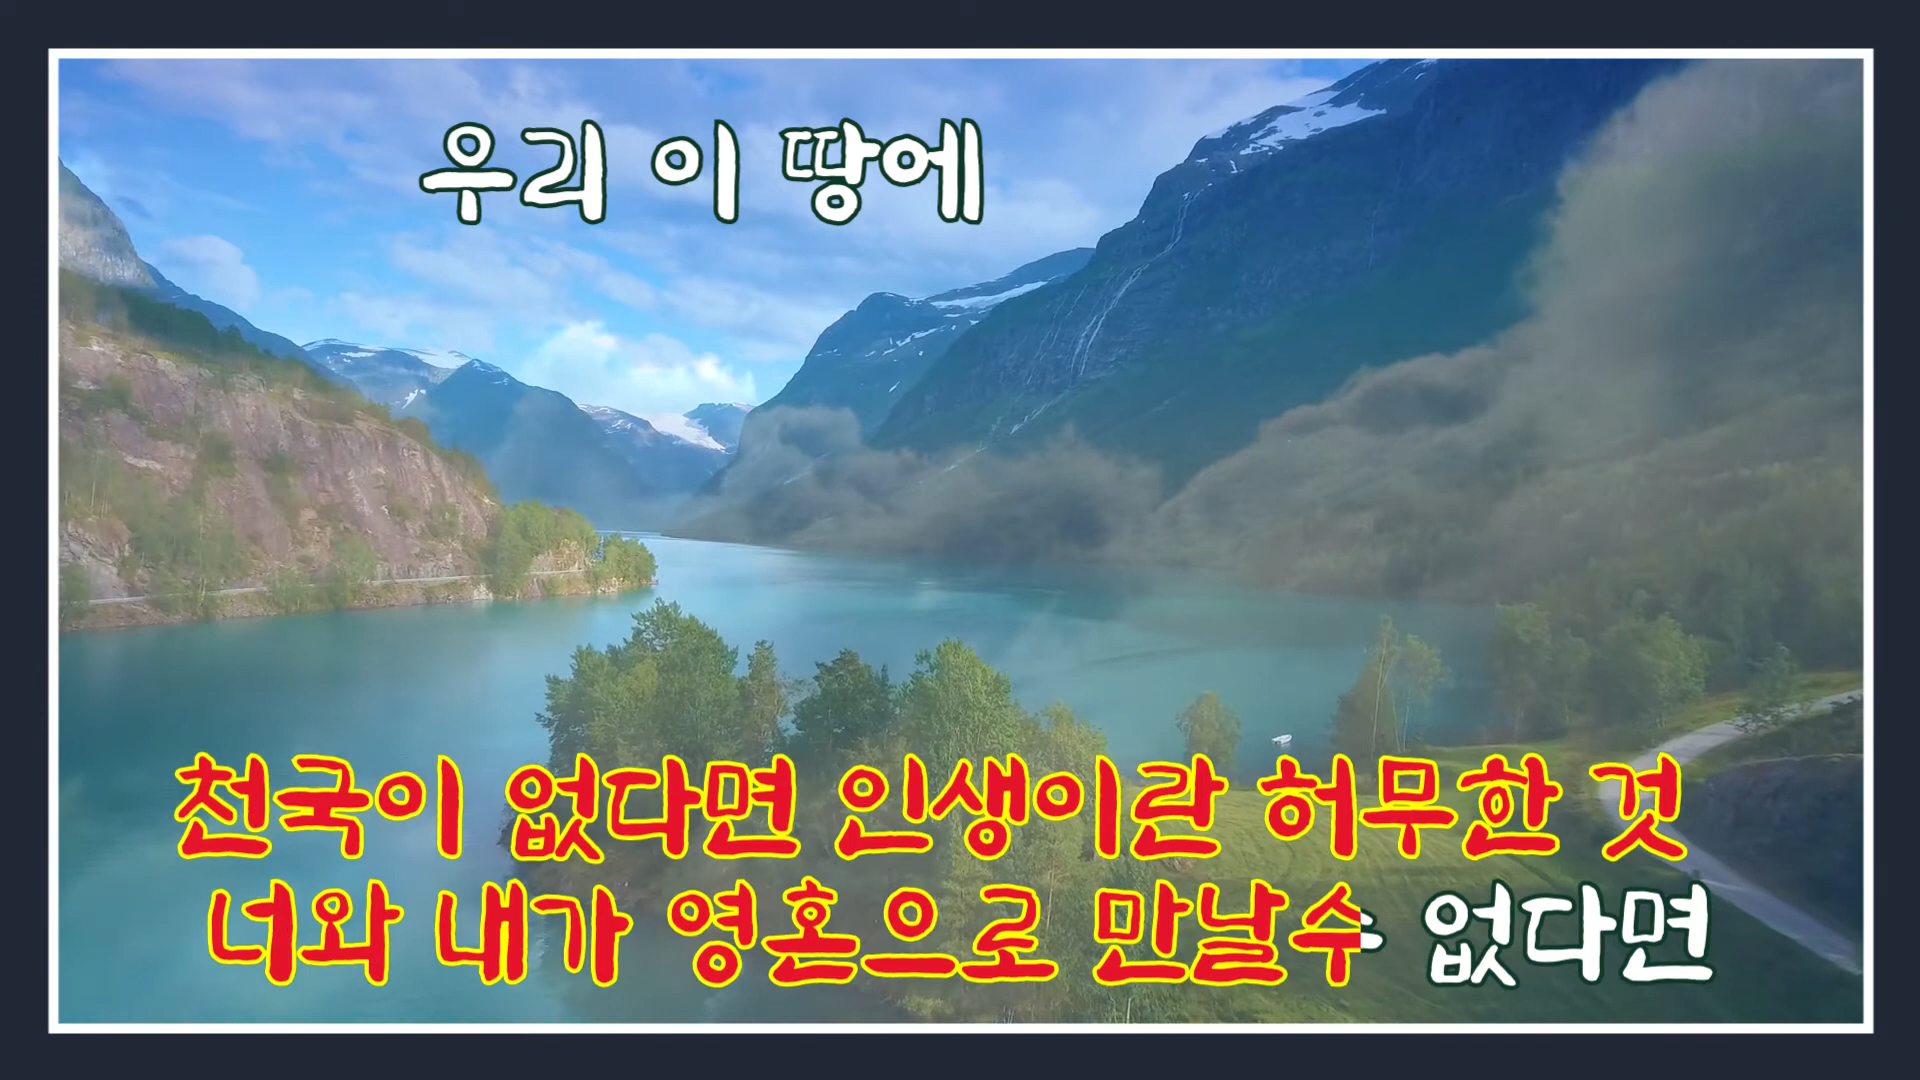 우리 이 땅에
천국이 없다면 인생이란 허무한 것
너와 내가 영혼으로 만날수 없다면